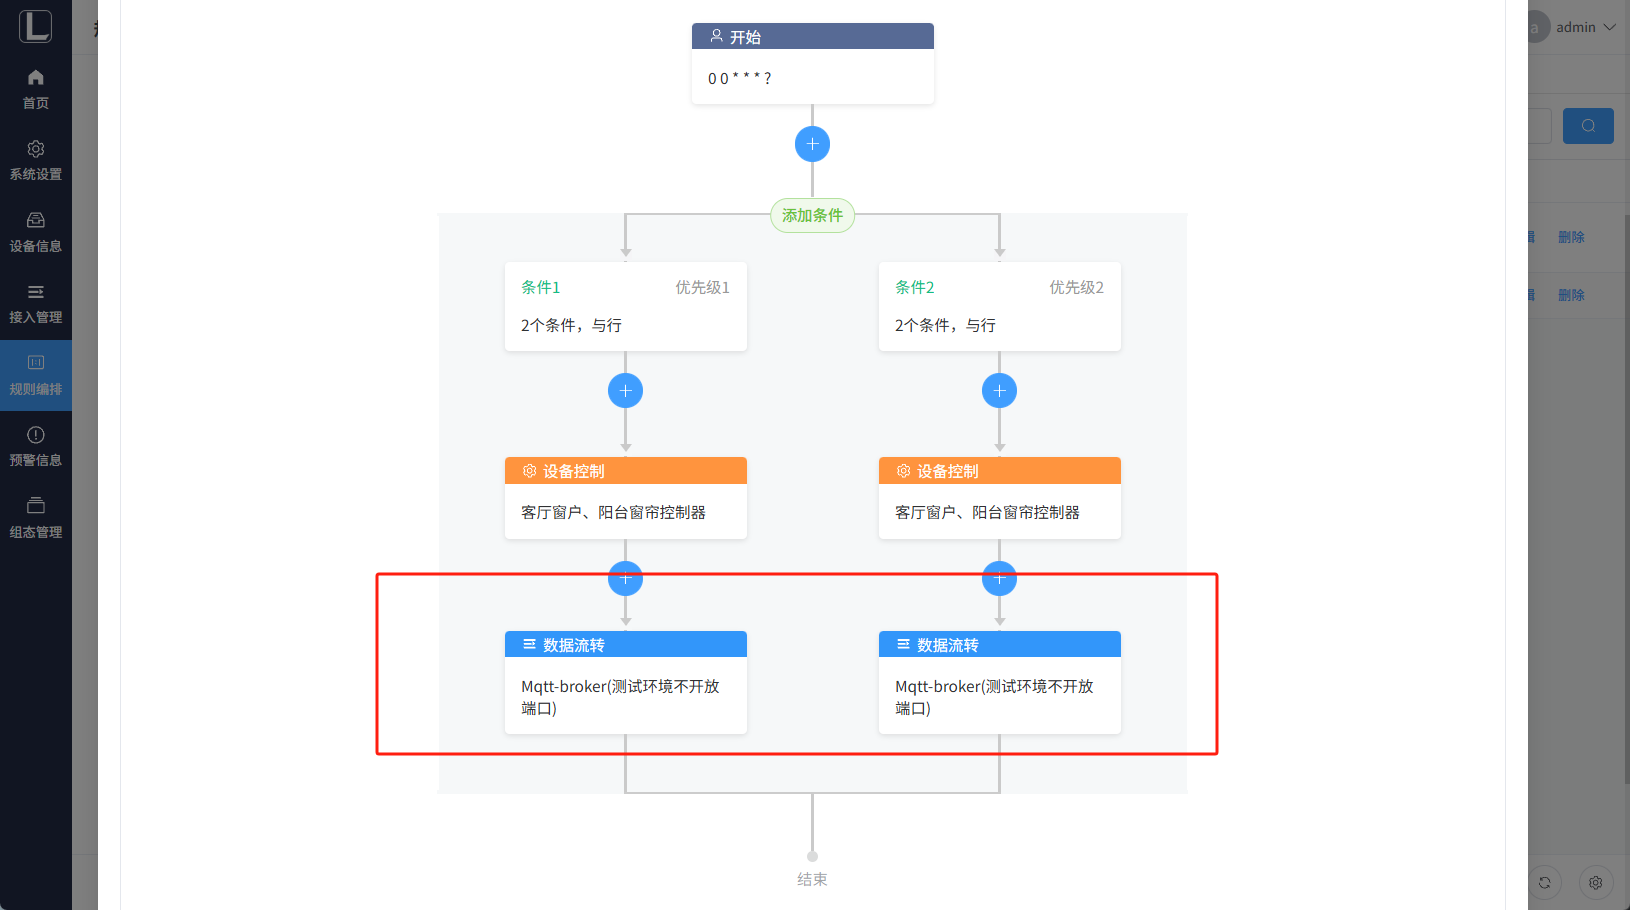 admin
首页
系统设置
设备信息
接入管理
规则编排
预警信息
组态管理
开始
0 0 * * * ?
添加条件
条件1 优先级1
2个条件，与行
条件2 优先级2
2个条件，与行
设备控制
客厅窗户、阳台窗帘控制器
设备控制
客厅窗户、阳台窗帘控制器
数据流转
Mqtt-broker(测试环境不开放
端口)
数据流转
Mqtt-broker(测试环境不开放
端口)
结束
删除
删除